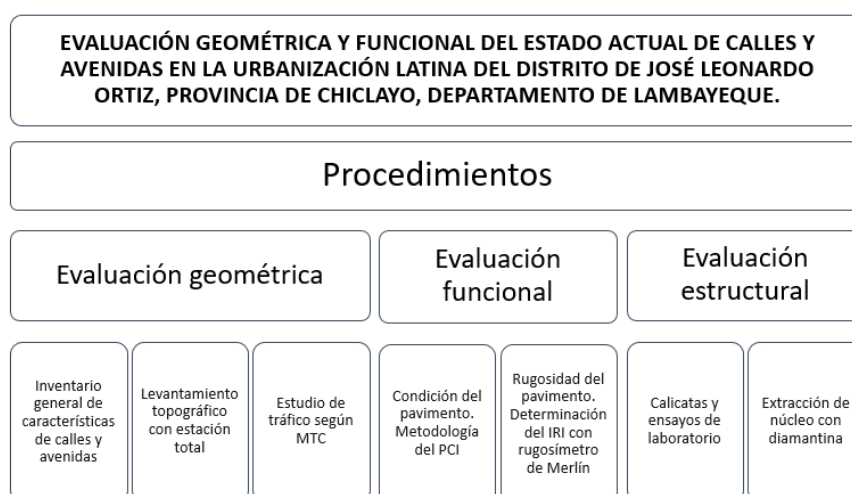 EVALUACIÓN GEOMÉTRICA Y FUNCIONAL DEL ESTADO ACTUAL DE CALLES Y
AVENIDAS EN LA URBANIZACIÓN LATINA DEL DISTRITO DE JOSÉ LEONARDO
ORTIZ, PROVINCIA DE CHICLAYO, DEPARTAMENTO DE LAMBAYEQUE.
Procedimientos
Evaluación geométrica
Evaluación
funcional
Evaluación
estructural
Inventario
general de
características
de calles y
avenidas
Levantamiento
topográfico
con estación
total
Estudio de
tráfico según
MTC
Condición del
pavimento.
Metodología
del PCI
Rugosidad del
pavimento.
Determinación
del IRI con
rugosímetro
de Merlín
Calicatas y
ensayos de
laboratorio
Extracción de
núcleo con
diamantina